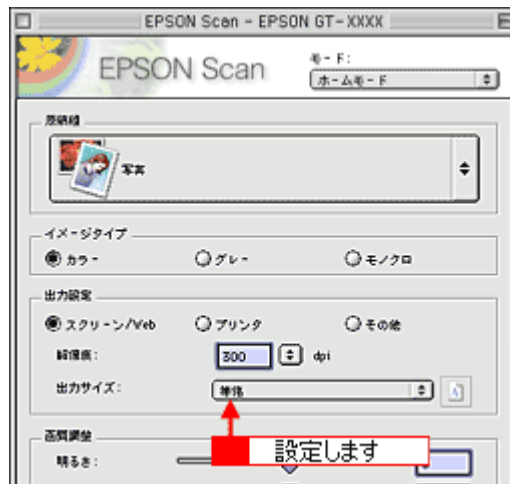 EPSON Scan - EPSON GT-XXXX
EPSON Scan
モード:
ホームモード
原稿種
写真
イメージタイプ
カラー
グレー
モノクロ
出力設定
スクリーン/Web
プリンタ
その他
解像度:
300
dpi
出力サイズ:
等倍
設定します
画質調整
明るさ: